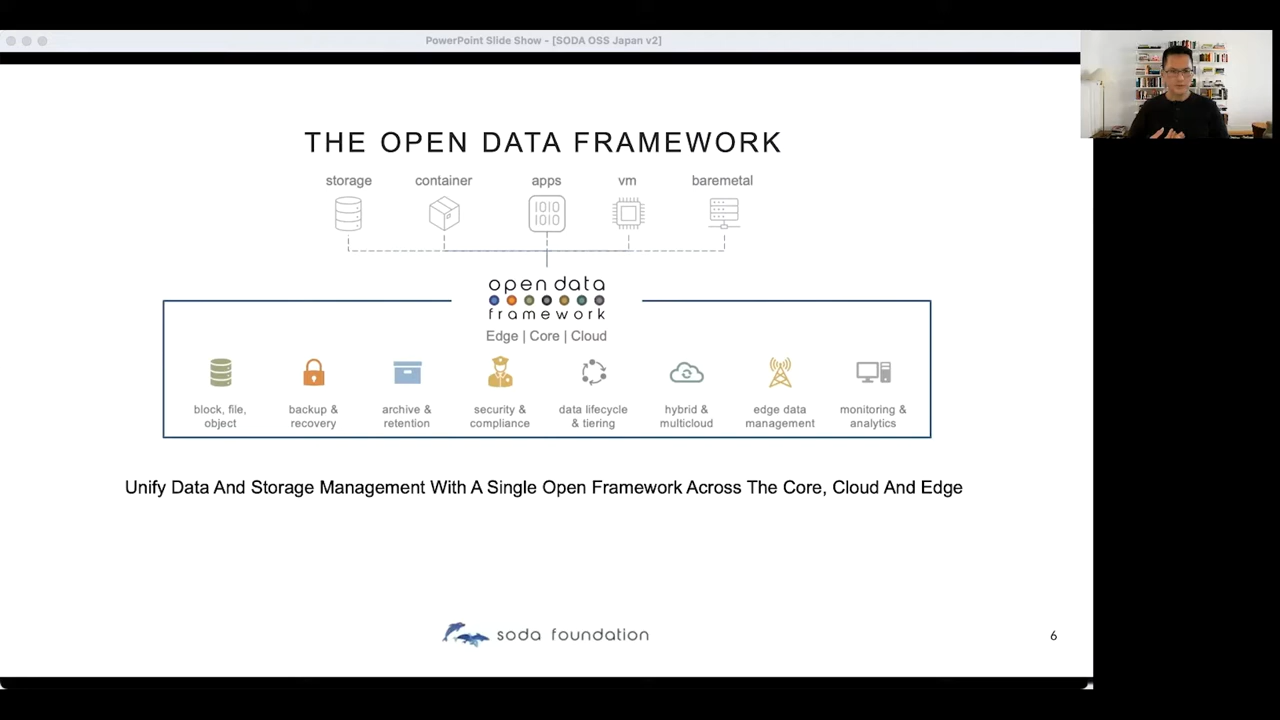 PowerPoint Slide Show - [SODA OSS Japan v2]
THE OPEN DATA FRAMEWORK
storage container apps vm baremetal
1010
1010
open data
framework
Edge | Core | Cloud
block, file, backup & archive & security & data lifecycle hybrid & edge data monitoring &
object recovery retention compliance & tiering multicloud management analytics
Unify Data And Storage Management With A Single Open Framework Across The Core, Cloud And Edge
soda foundation
6